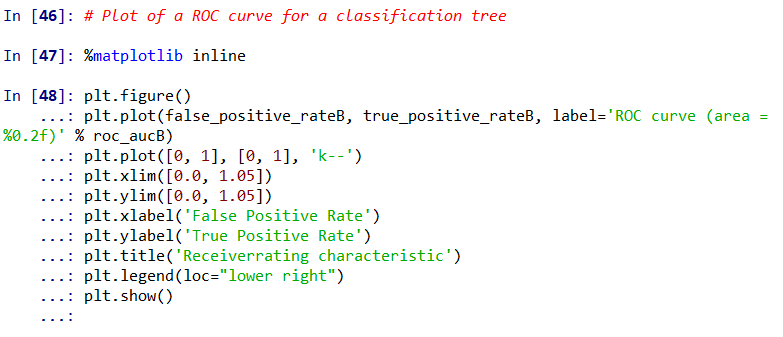 In [46]: # Plot of a ROC curve for a classification tree
In [47]: %matplotlib inline
In [48]: plt.figure()
...: plt.plot(false_positive_rateB, true_positive_rateB, label='ROC curve (area =
%0.2f)' % roc_aucB)
...: plt.plot([0, 1], [0, 1], 'k--')
...: plt.xlim([0.0, 1.05])
...: plt.ylim([0.0, 1.05])
...: plt.xlabel('False Positive Rate')
...: plt.ylabel('True Positive Rate')
...: plt.title('Receiverrating characteristic')
...: plt.legend(loc="lower right")
...: plt.show()
...: